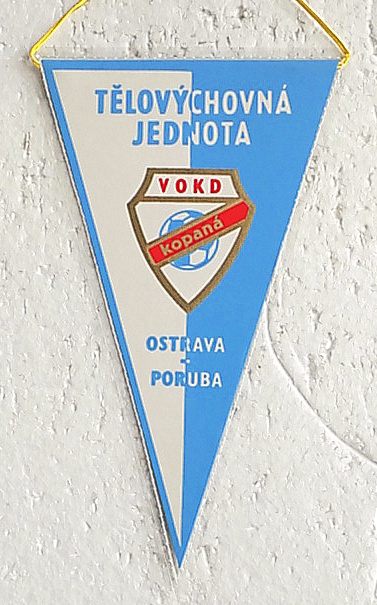 TĚLOVÝCHOVNÁ
JEDNOTA
VOKD
kopaná
OSTRAVA
-
PORUBA